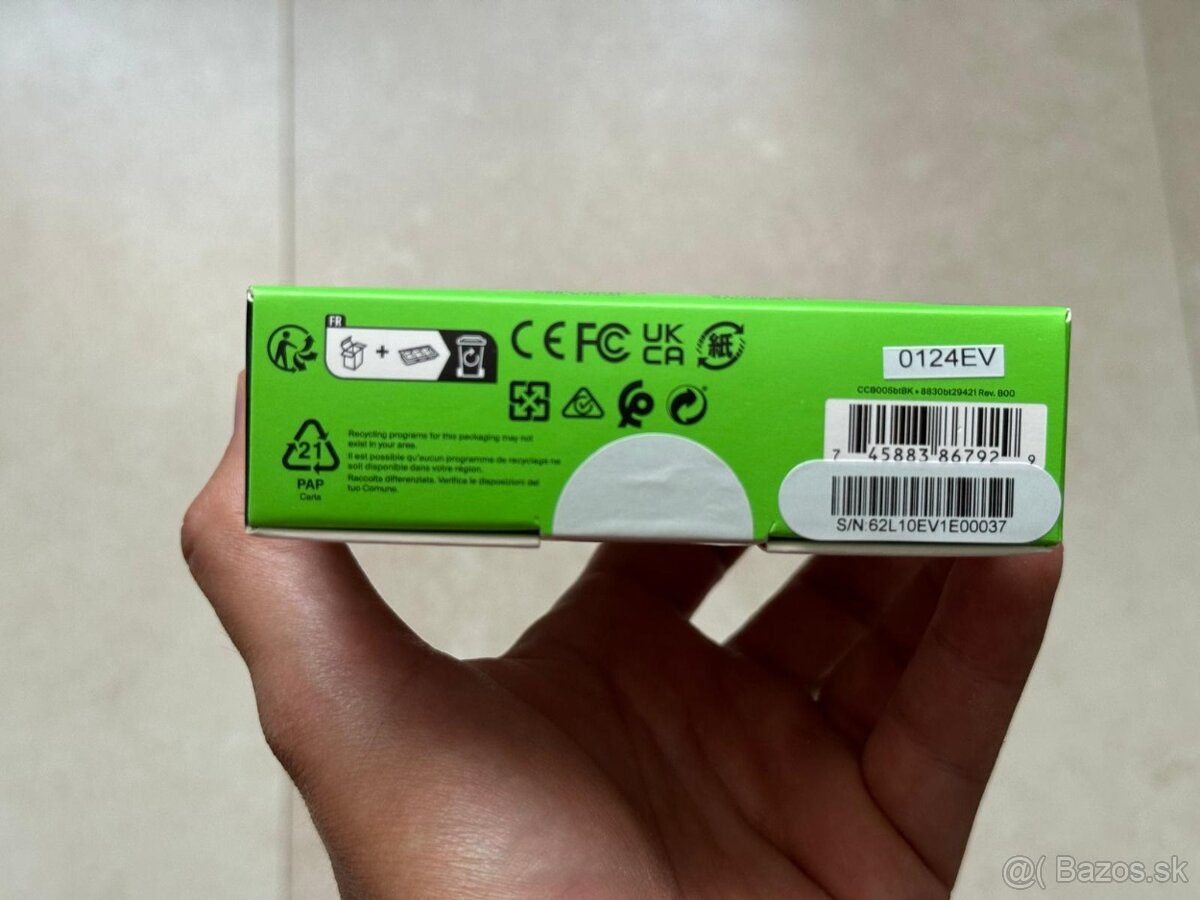 FR
+
CE FC UK CA 紙
0124EV
CCB005btBK • 8830bt29421 Rev. B00
7 45883 86792 9
21
PAP
Carta
Recycling programs for this packaging may not
exist in your area.
Il est possible qu'aucun programme de recyclage ne
soit disponible dans votre région.
Raccolta differenziata. Verifica le disposizioni del
tuo Comune.
S/N:62L10EV1E00037
@( Bazos.sk